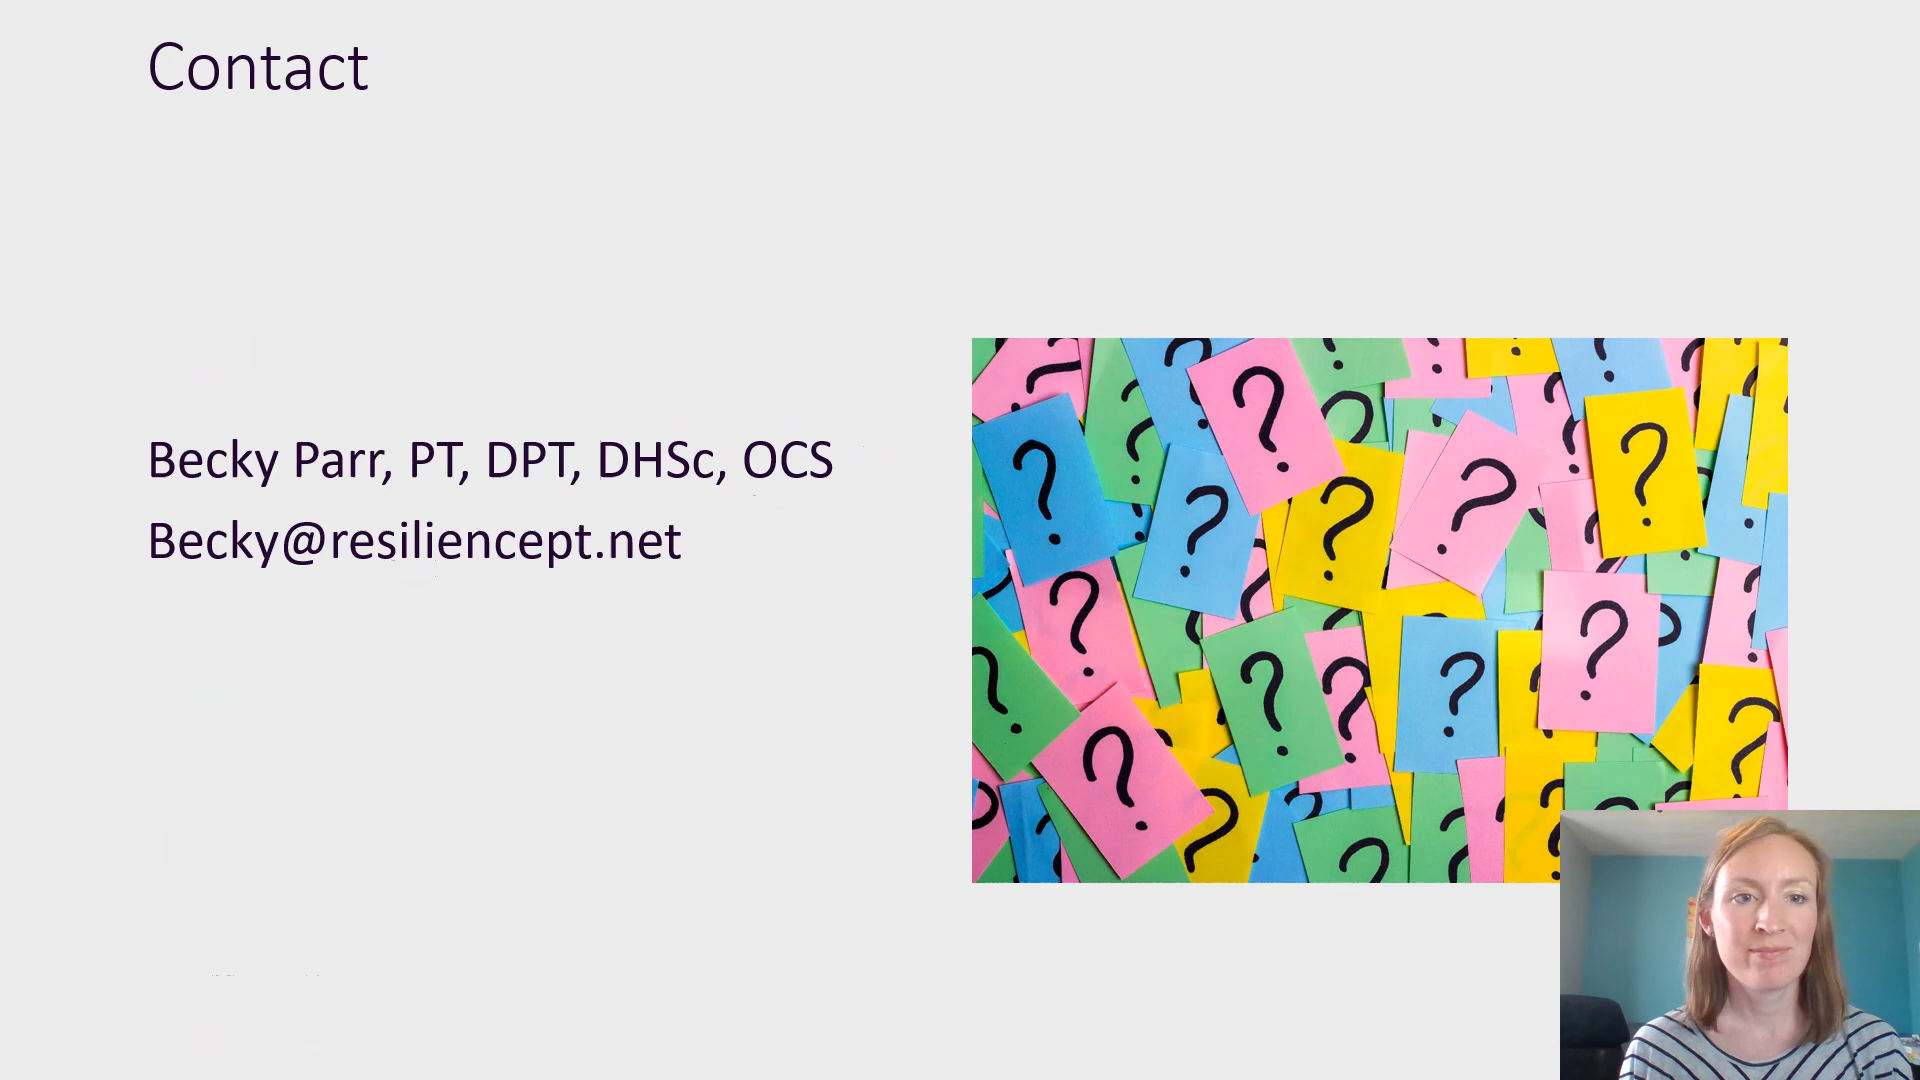 Contact
Becky Parr, PT, DPT, DHSc, OCS
Becky@resiliencept.net